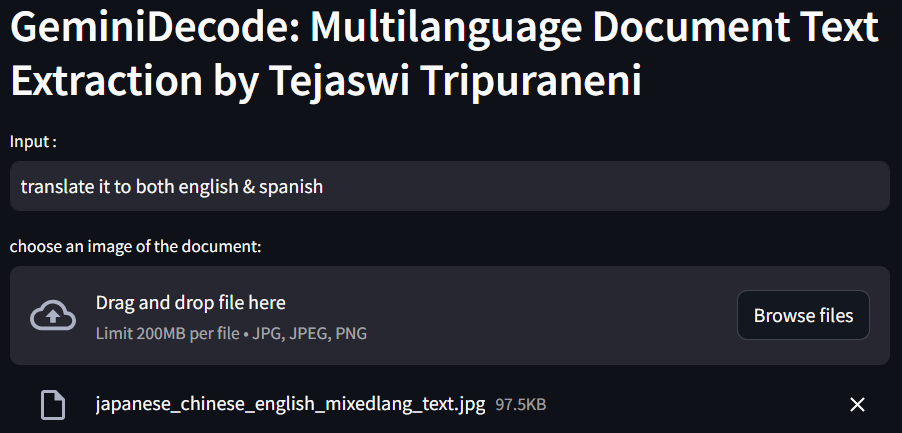 GeminiDecode: Multilanguage Document Text
Extraction by Tejaswi Tripuraneni
Input :
translate it to both english & spanish
choose an image of the document:
Drag and drop file here
Limit 200MB per file • JPG, JPEG, PNG
Browse files
japanese_chinese_english_mixedlang_text.jpg 97.5KB